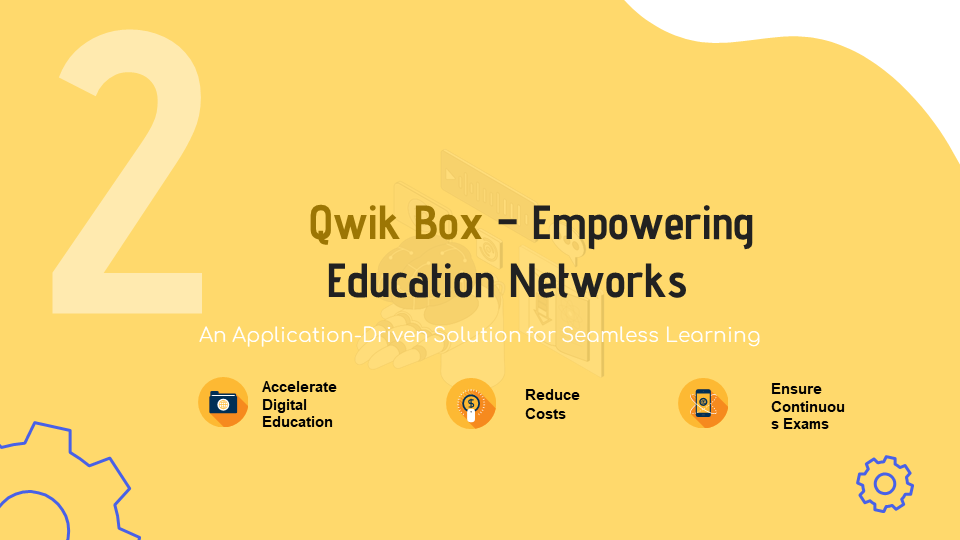 2
Qwik Box – Empowering
Education Networks
An Application-Driven Solution for Seamless Learning
Accelerate
Digital
Education
Reduce
Costs
Ensure
Continuou
s Exams